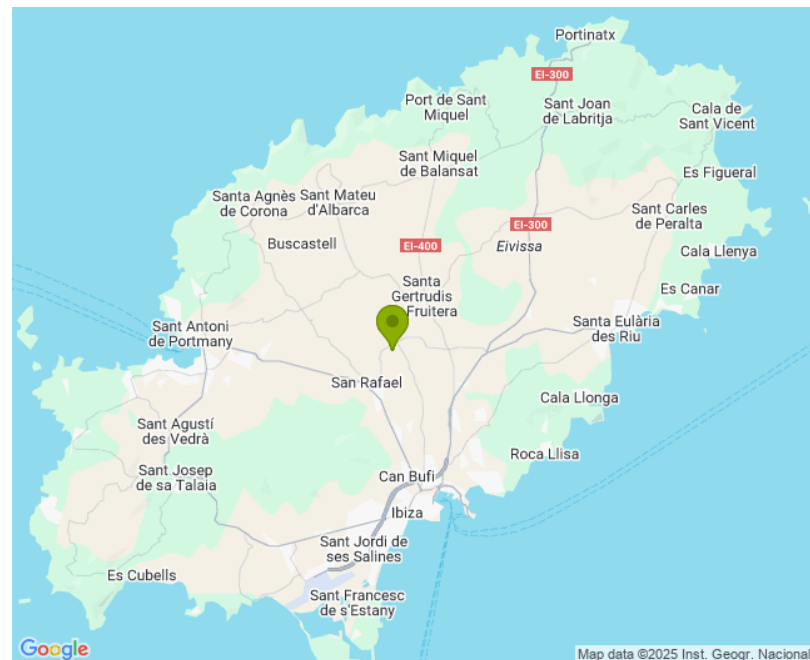 Portinatx
EI-300
Port de Sant
Miquel
Sant Joan
de Labritja
Cala de
Sant Vicent
Sant Miquel
de Balansat
Es Figueral
Santa Agnès
de Corona
Sant Mateu
d'Albarca
Sant Carles
de Peralta
EI-300
Buscastell
EI-400
Eivissa
Cala Llenya
Santa
Gertrudis
Fruitera
Es Canar
Sant Antoni
de Portmany
Santa Eulària
des Riu
San Rafael
Cala Llonga
Sant Agustí
des Vedrà
Roca Llisa
Sant Josep
de sa Talaia
Can Bufi
Ibiza
Sant Jordi de
ses Salines
Es Cubells
Sant Francesc
de s'Estany
Google
Map data ©2025 Inst. Geogr. Nacional